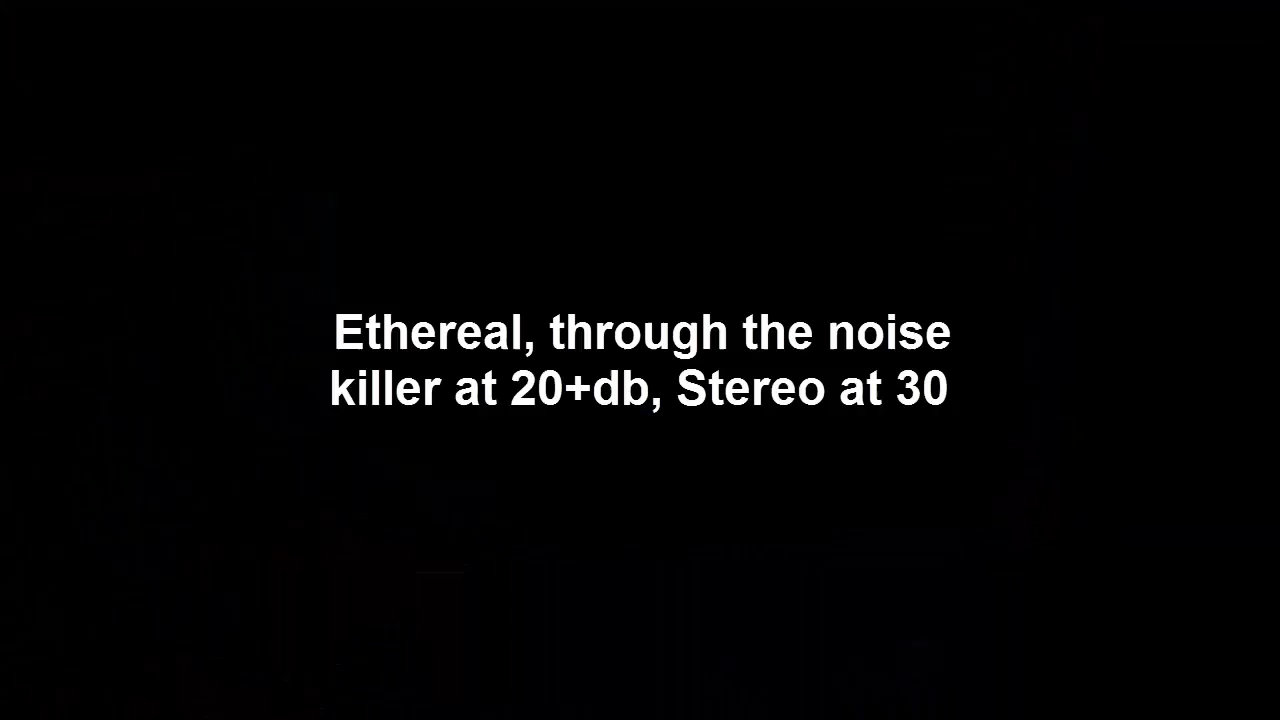 Ethereal, through the noise
killer at 20+db, Stereo at 30